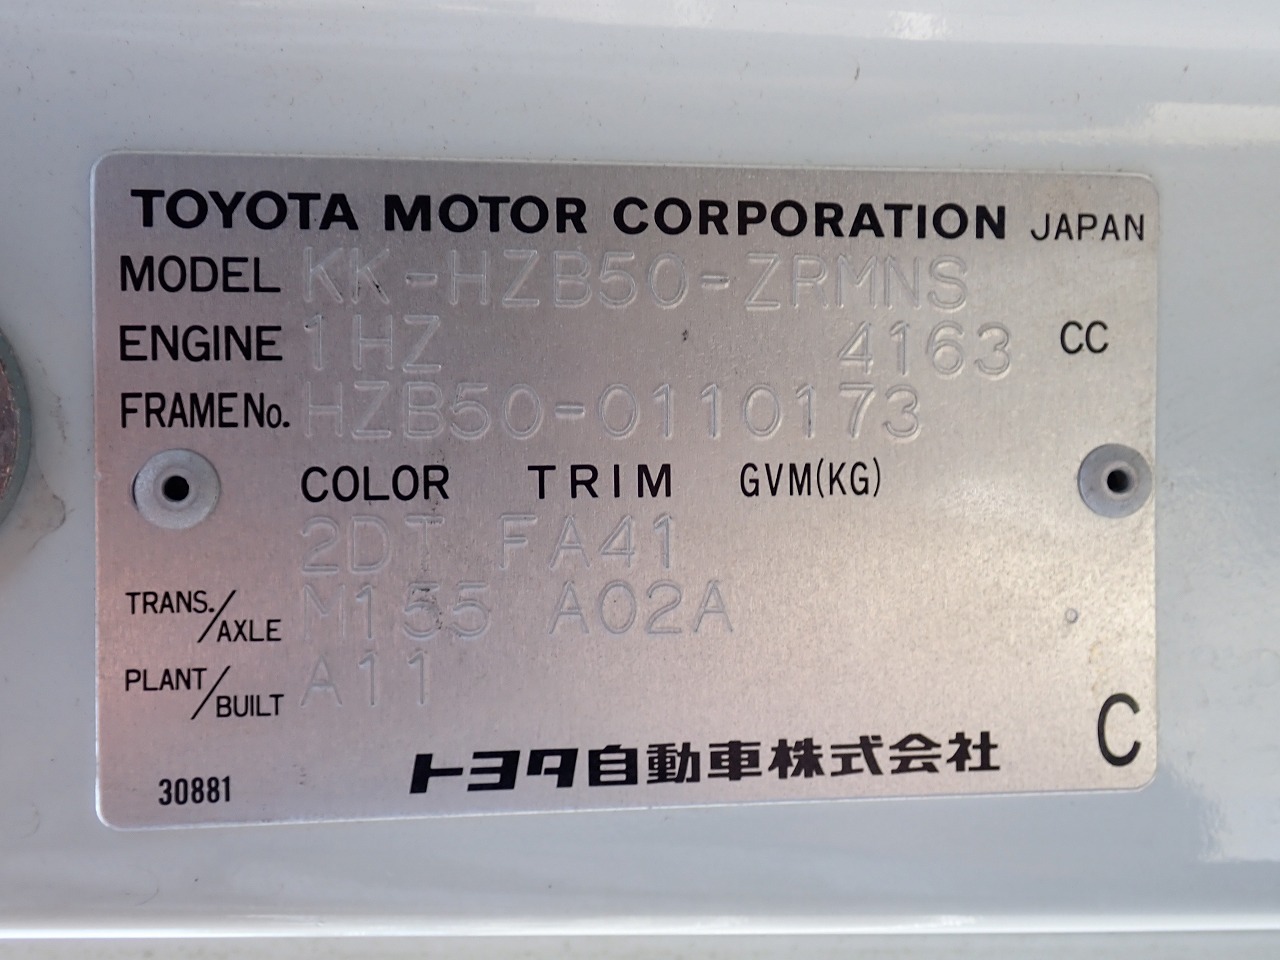 TOYOTA MOTOR CORPORATION JAPAN
MODEL KK-HZB50-ZRMNS
ENGINE 1HZ 4163 CC
FRAME No. HZB50-0110173
COLOR TRIM GVM(KG)
2DT FA41
TRANS./AXLE M155 A02A
PLANT/BUILT A11
トヨタ自動車株式会社 C
30881